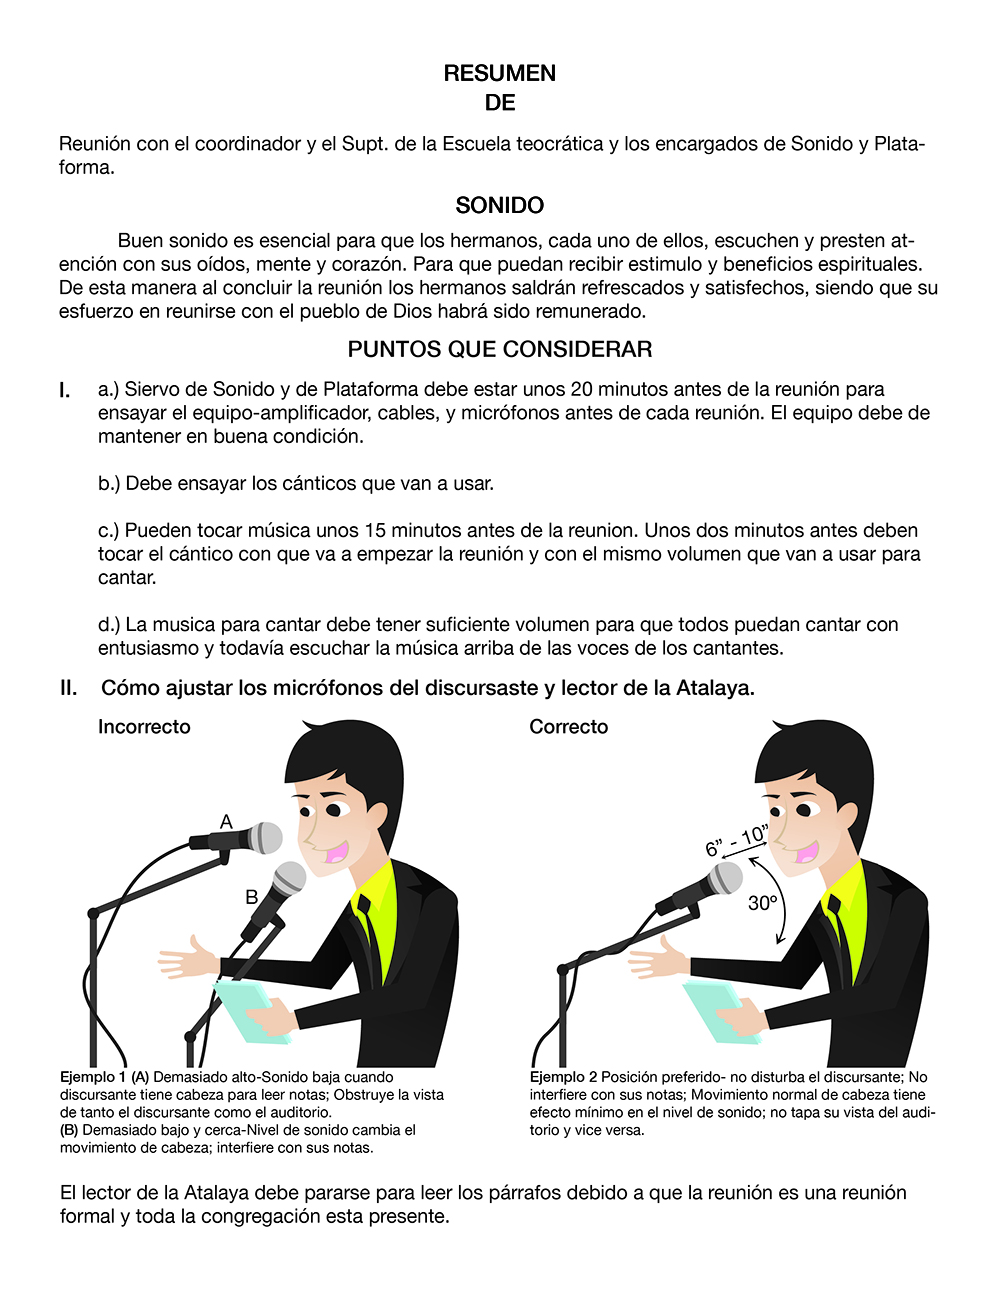 RESUMEN
DE
Reunión con el coordinador y el Supt. de la Escuela teocrática y los encargados de Sonido y Plata-
forma.
SONIDO
Buen sonido es esencial para que los hermanos, cada uno de ellos, escuchen y presten at-
ención con sus oídos, mente y corazón. Para que puedan recibir estimulo y beneficios espirituales.
De esta manera al concluir la reunión los hermanos saldrán refrescados y satisfechos, siendo que su
esfuerzo en reunirse con el pueblo de Dios habrá sido remunerado.
PUNTOS QUE CONSIDERAR
I. a.) Siervo de Sonido y de Plataforma debe estar unos 20 minutos antes de la reunión para
ensayar el equipo-amplificador, cables, y micrófonos antes de cada reunión. El equipo debe de
mantener en buena condición.
b.) Debe ensayar los cánticos que van a usar.
c.) Pueden tocar música unos 15 minutos antes de la reunion. Unos dos minutos antes deben
tocar el cántico con que va a empezar la reunión y con el mismo volumen que van a usar para
cantar.
d.) La musica para cantar debe tener suficiente volumen para que todos puedan cantar con
entusiasmo y todavía escuchar la música arriba de las voces de los cantantes.
II. Cómo ajustar los micrófonos del discursaste y lector de la Atalaya.
Incorrecto
A
B
Ejemplo 1 (A) Demasiado alto-Sonido baja cuando
discursante tiene cabeza para leer notas; Obstruye la vista
de tanto el discursante como el auditorio.
(B) Demasiado bajo y cerca-Nivel de sonido cambia el
movimiento de cabeza; interfiere con sus notas.
Correcto
6” - 10”
30º
Ejemplo 2 Posición preferido- no disturba el discursante; No
interfiere con sus notas; Movimiento normal de cabeza tiene
efecto mínimo en el nivel de sonido; no tapa su vista del audi-
torio y vice versa.
El lector de la Atalaya debe pararse para leer los párrafos debido a que la reunión es una reunión
formal y toda la congregación esta presente.